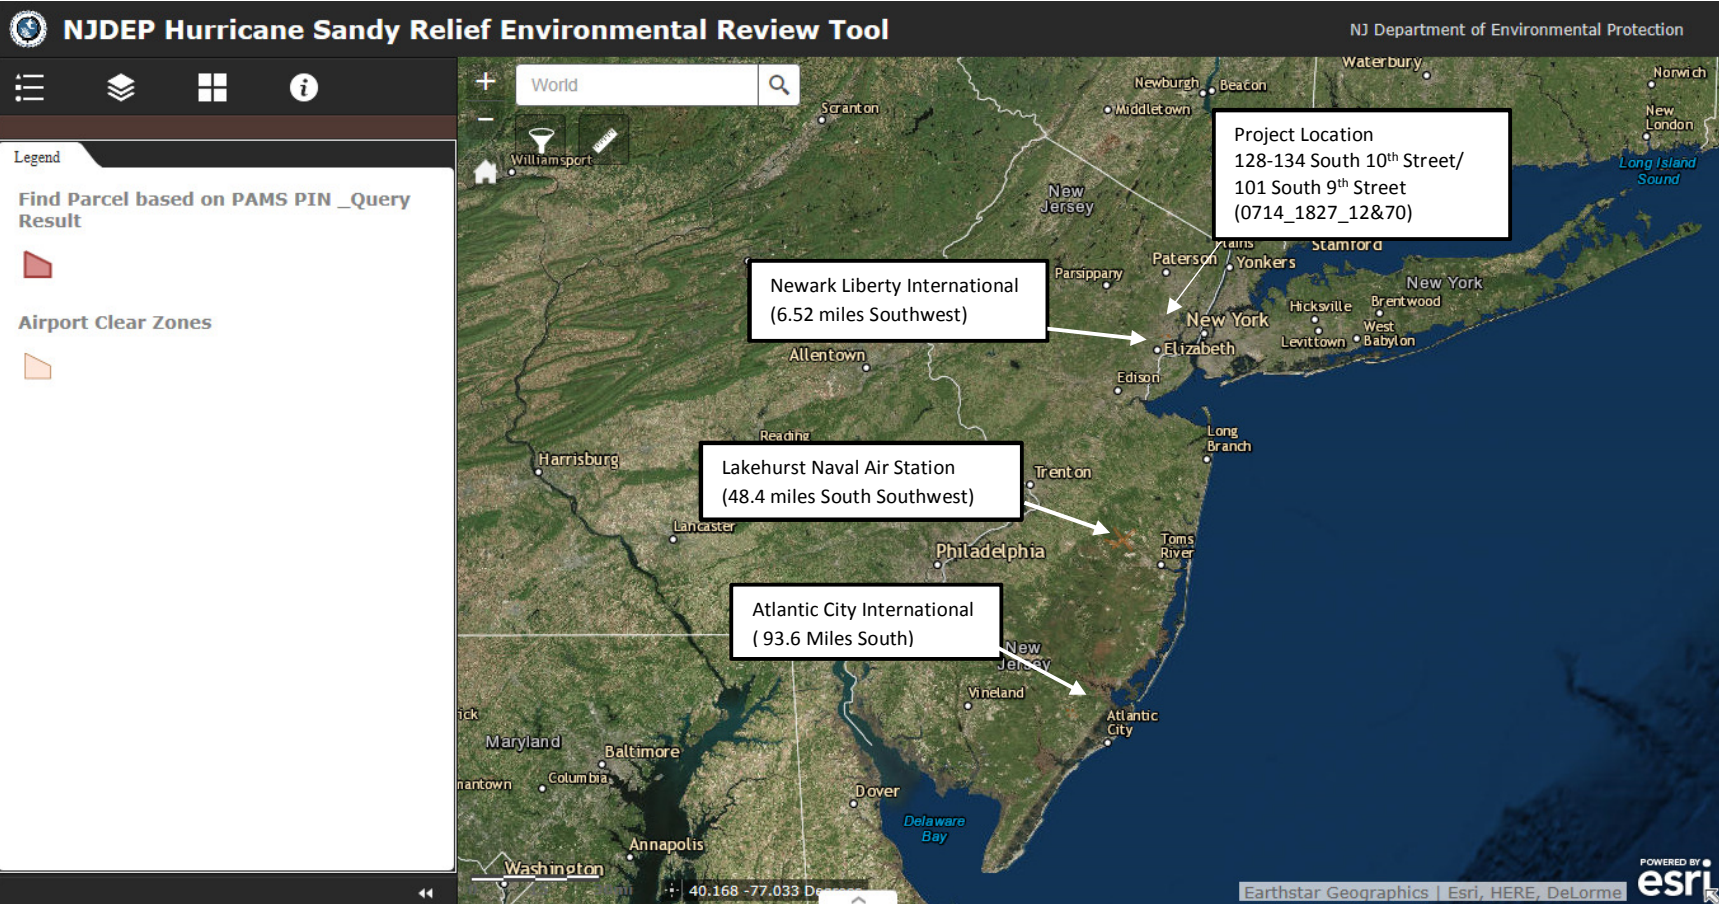 NJDEP Hurricane Sandy Relief Environmental Review Tool
NJ Department of Environmental Protection
Legend
Find Parcel based on PAMS PIN _Query
Result
Airport Clear Zones
World
Scranton
Williamsport
Newburgh
Beacon
Middletown
Waterbury
Norwich
New
London
Long Island
Sound
Project Location
128-134 South 10th Street/
101 South 9th Street
(0714_1827_12&70)
New
Jersey
Plains
Stamford
Paterson
Yonkers
Parsippany
New York
Hicksville
Brentwood
West
Babylon
Levittown
New York
Elizabeth
Newark Liberty International
(6.52 miles Southwest)
Allentown
Edison
Long
Branch
Reading
Harrisburg
Lakehurst Naval Air Station
(48.4 miles South Southwest)
Trenton
Lancaster
Philadelphia
Toms
River
Atlantic City International
( 93.6 Miles South)
New
Jersey
Vineland
Atlantic
City
ick
Maryland
Baltimore
Columbia
mantown
Dover
Delaware
Bay
Annapolis
Washington
40.168 -77.033 Degrees
Earthstar Geographics | Esri, HERE, DeLorme
POWERED BY
esri